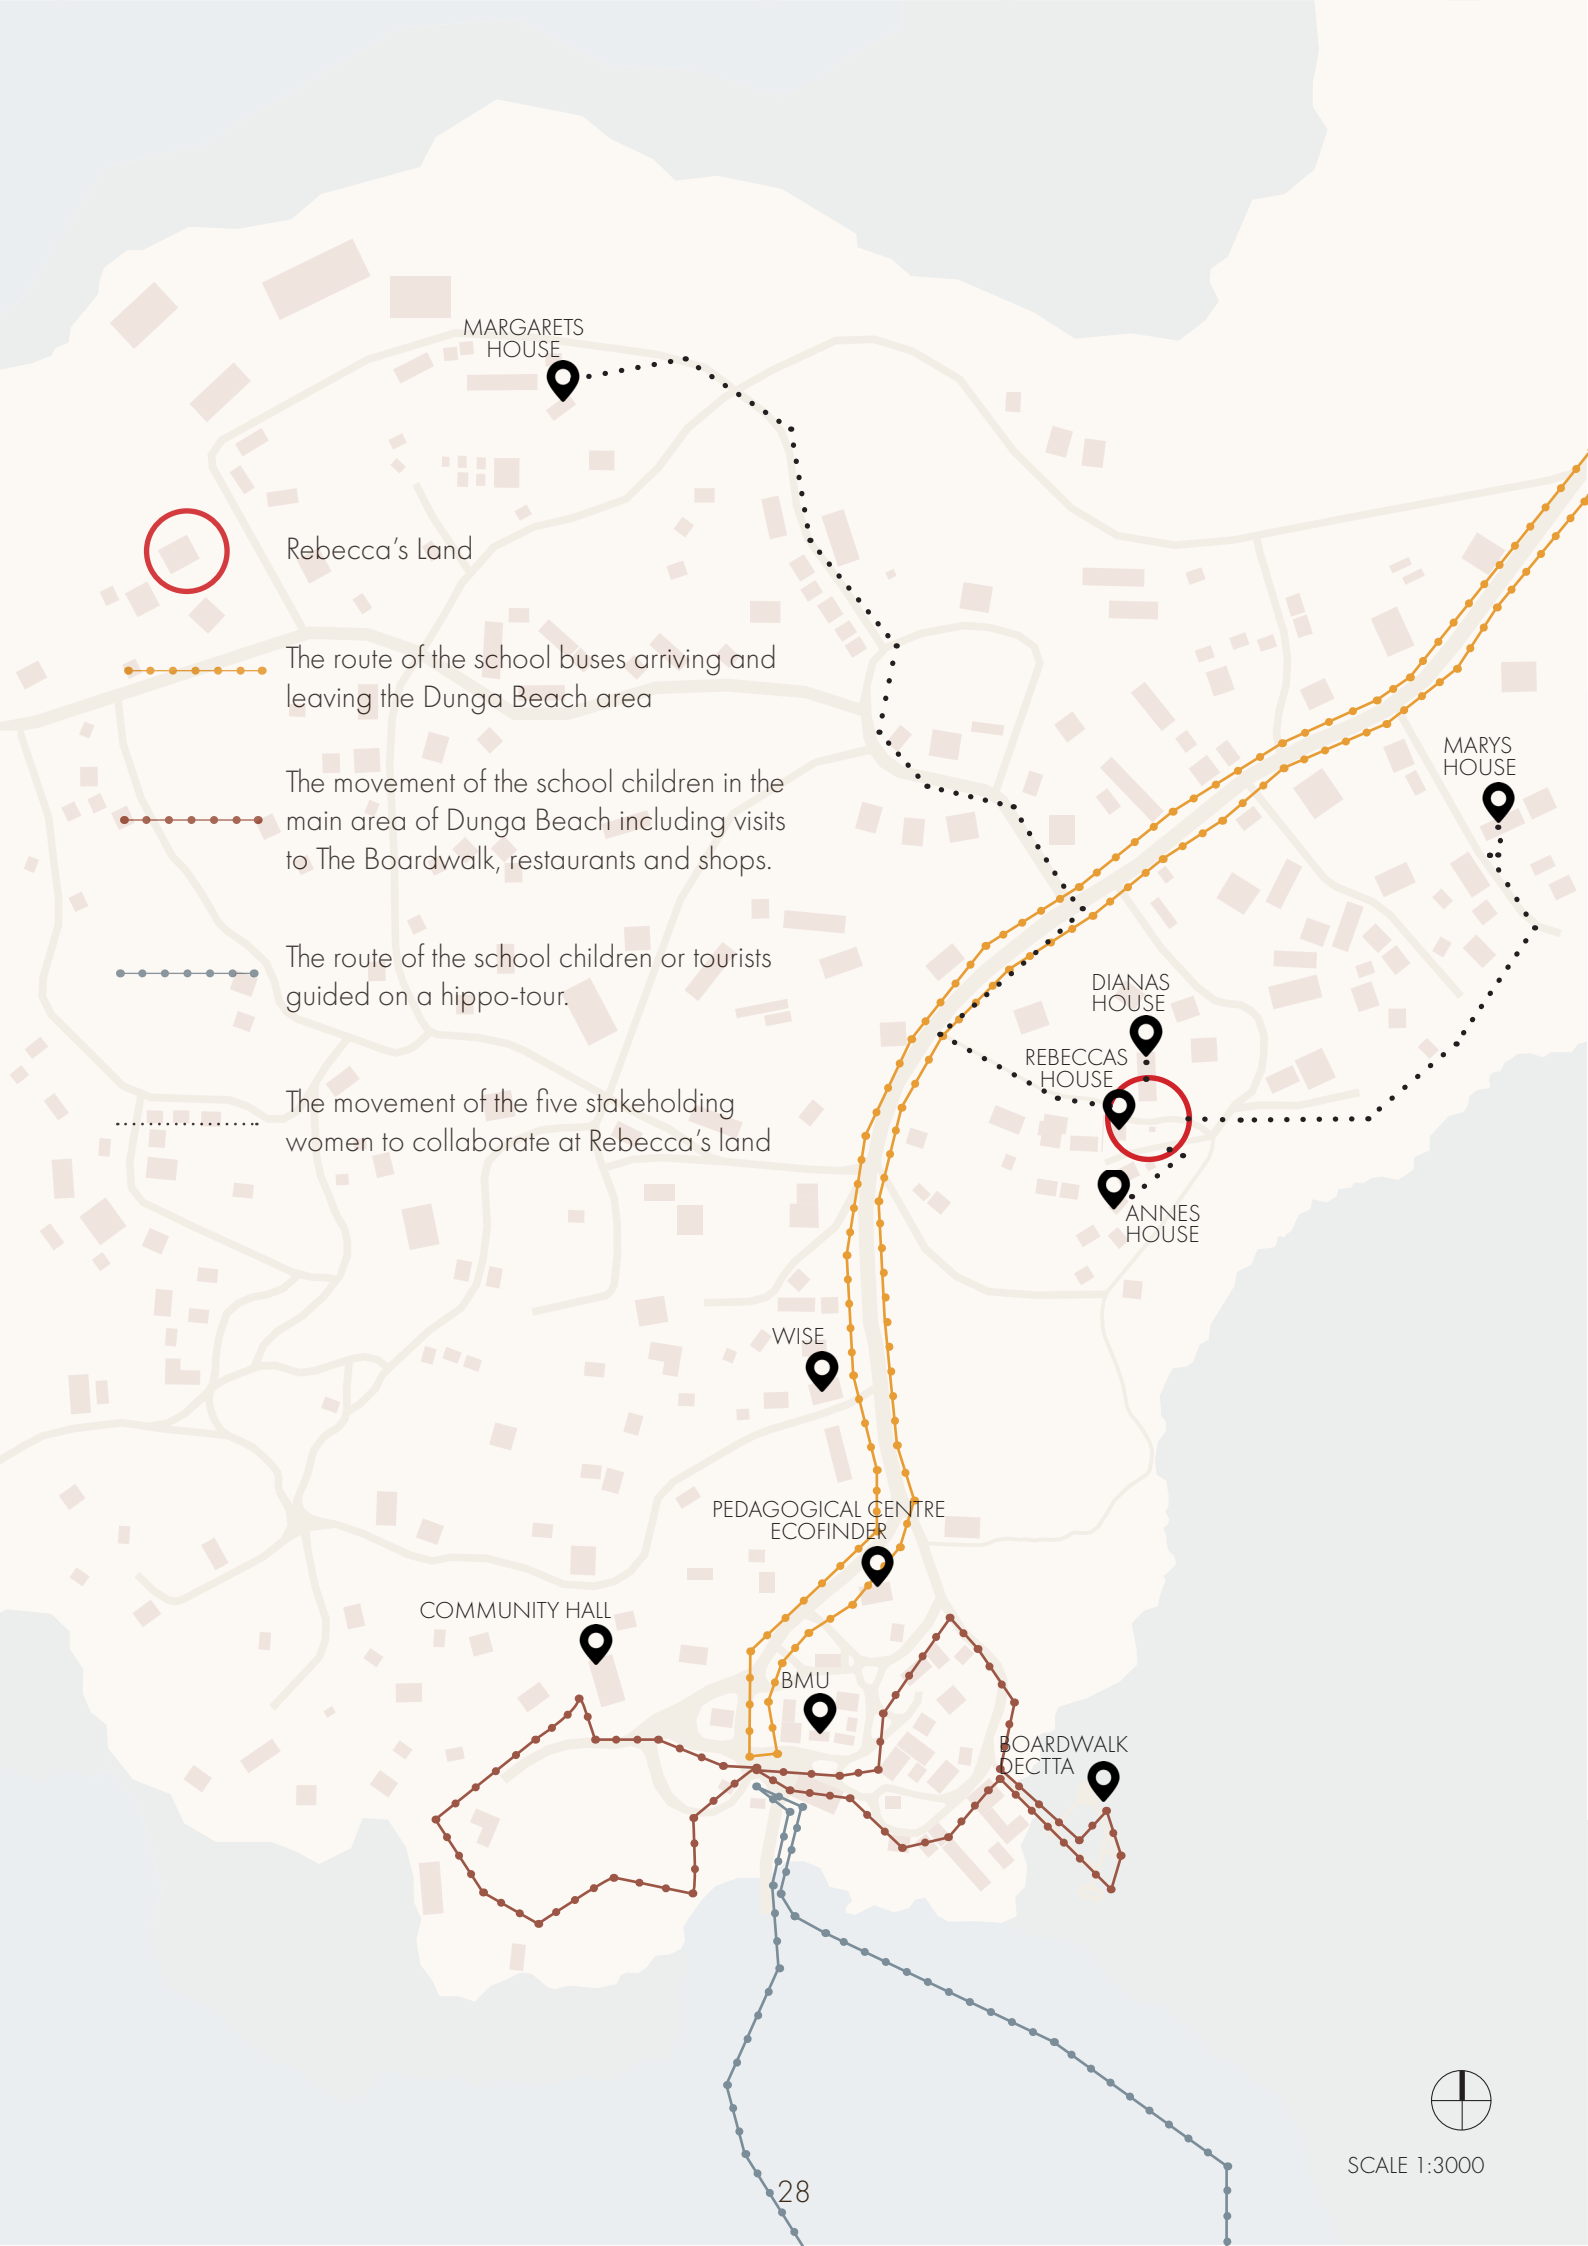 MARGARETS
HOUSE
Rebecca's Land
The route of the school buses arriving and
leaving the Dunga Beach area
MARYS
HOUSE
The movement of the school children in the
main area of Dunga Beach including visits
to The Boardwalk, restaurants and shops.
The route of the school children or tourists
guided on a hippo-tour.
DIANAS
HOUSE
REBECCAS
HOUSE
The movement of the five stakeholding
women to collaborate at Rebecca's land
ANNES
HOUSE
WISE
PEDAGOGICAL CENTRE
ECOFINDER
COMMUNITY HALL
BMU
BOARDWALK
DECTTA
SCALE 1:3000
28